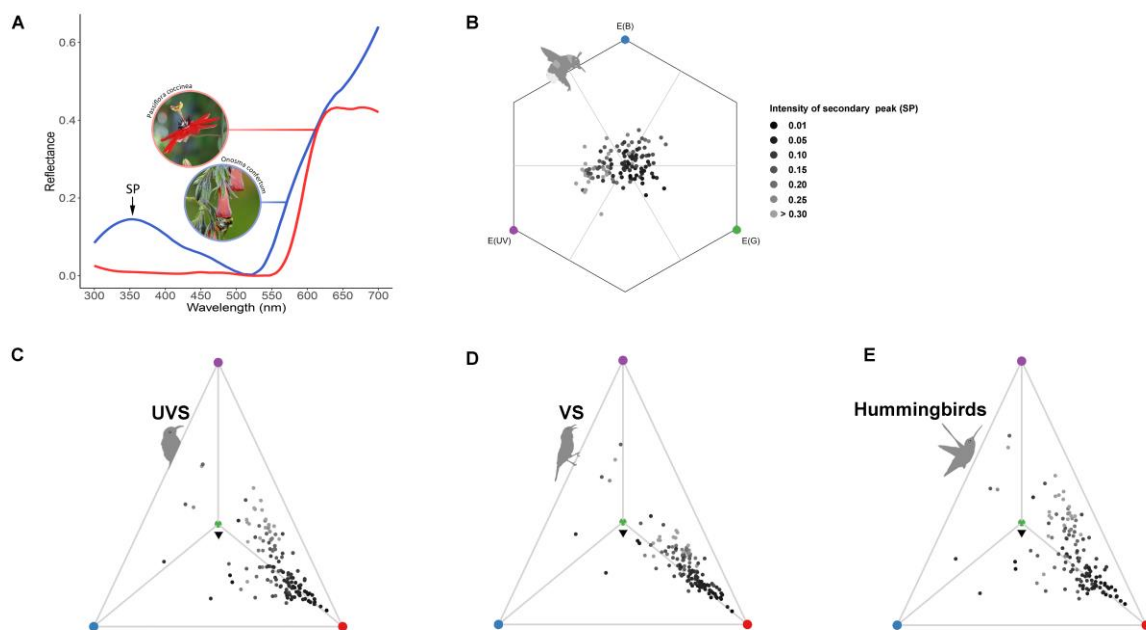 A
Reflectance
0.6
0.4
0.2
0.0
Passiflora coccinea
Onosma confertum
SP
300 350 400 450 500 550 600 650 700
Wavelength (nm)
B
E(B)
E(UV)
E(G)
Intensity of secondary peak (SP)
0.01
0.05
0.10
0.15
0.20
0.25
> 0.30
C
UVS
D
VS
E
Hummingbirds